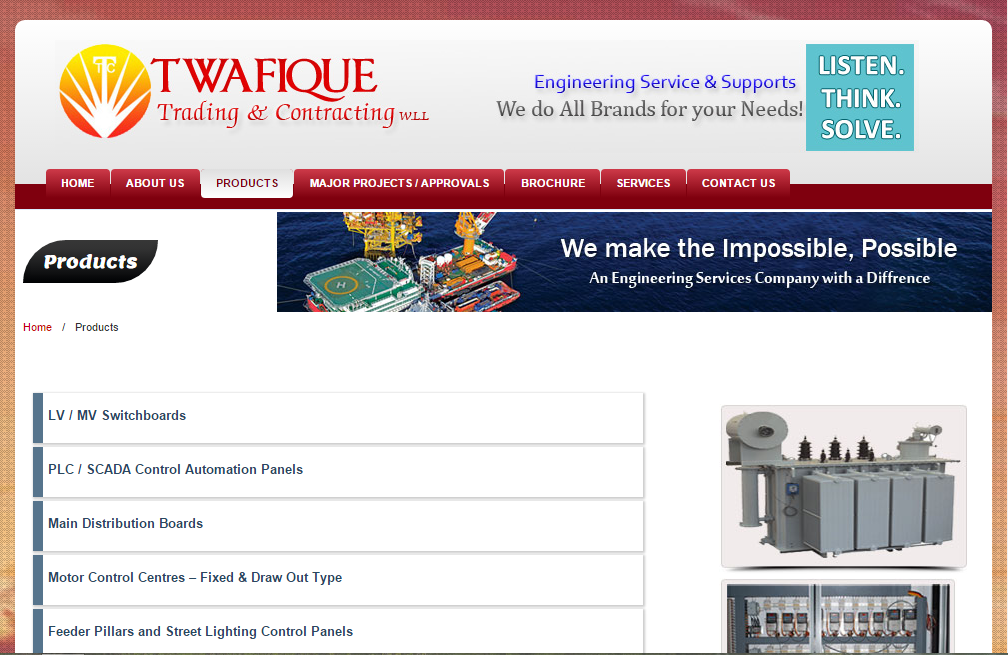 TC
TWAFIQUE
Trading & Contracting WLL
Engineering Service & Supports
We do All Brands for your Needs!
LISTEN.
THINK.
SOLVE.
HOME
ABOUT US
PRODUCTS
MAJOR PROJECTS / APPROVALS
BROCHURE
SERVICES
CONTACT US
Products
We make the Impossible, Possible
An Engineering Services Company with a Diffrence
H
Home / Products
LV / MV Switchboards
PLC / SCADA Control Automation Panels
Main Distribution Boards
Motor Control Centres – Fixed & Draw Out Type
Feeder Pillars and Street Lighting Control Panels